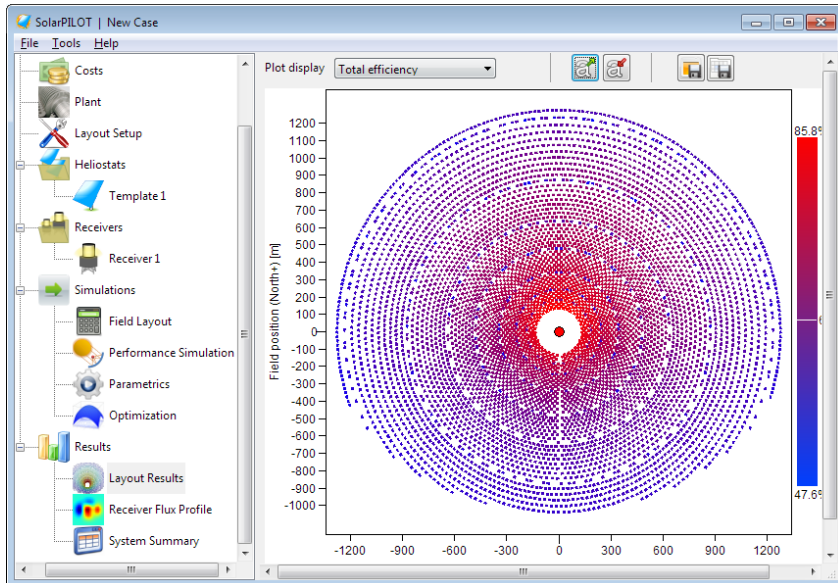 SolarPILOT | New Case
File Tools Help
Costs
Plant
Layout Setup
Heliostats
Template 1
Receivers
Receiver 1
Simulations
Field Layout
Performance Simulation
Parametrics
Optimization
Results
Layout Results
Receiver Flux Profile
System Summary
Plot display Total efficiency
Field position (North+) [m]
1200
1100
1000
900
800
700
600
500
400
300
200
100
0
-100
-200
-300
-400
-500
-600
-700
-800
-900
-1000
-1200 -900 -600 -300 0 300 600 900 1200
85.8%
6
47.6%